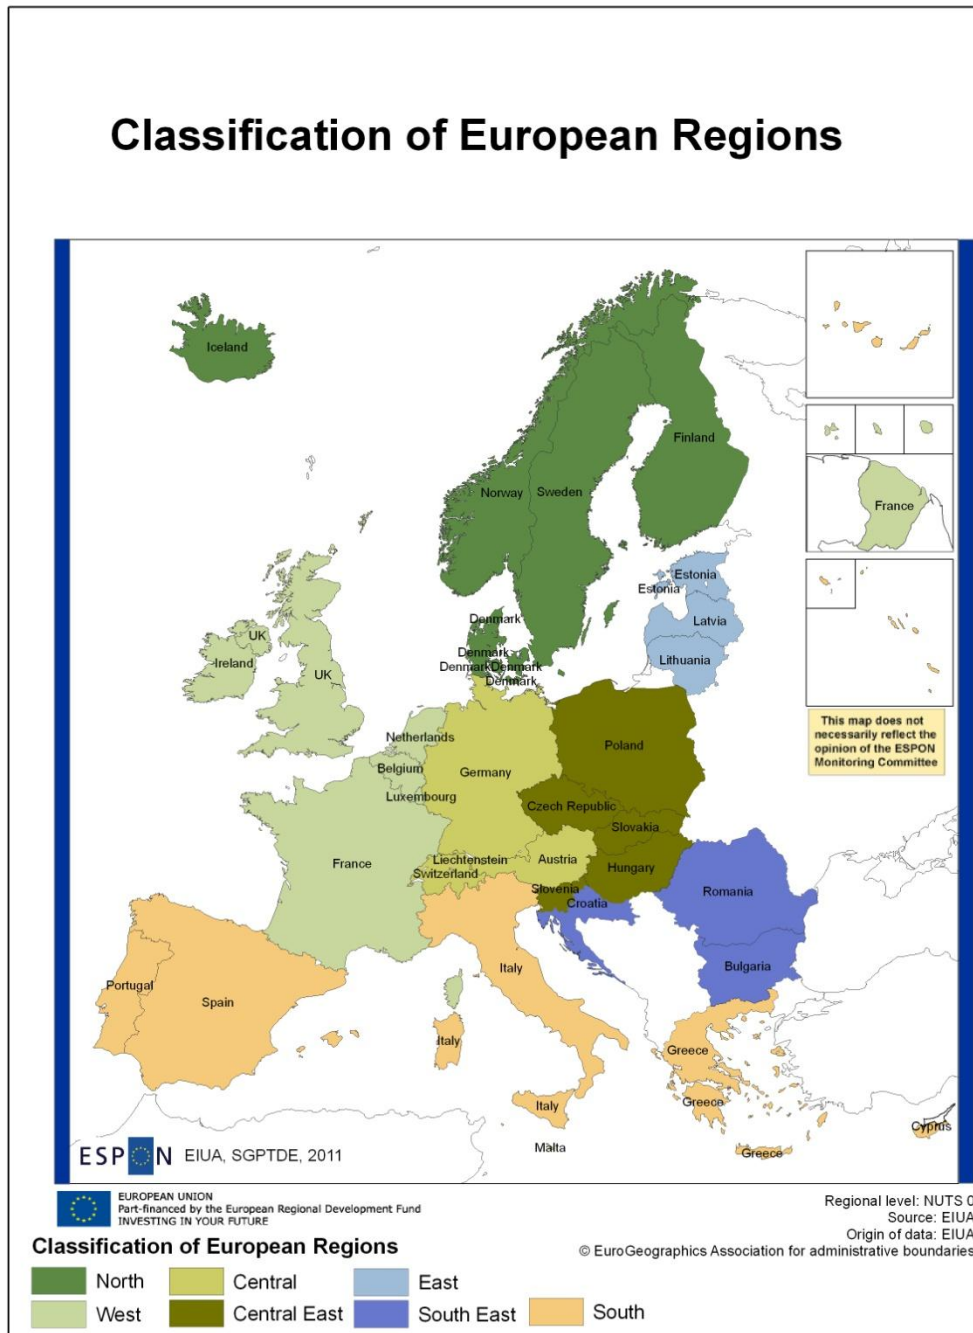 Classification of European Regions
Iceland
Finland
Norway
Sweden
France
Estonia
Estonia
Latvia
Lithuania
Denmark
Denmark
Denmark
Denmark
Denmark
UK
Ireland
UK
This map does not
necessarily reflect the
opinion of the ESPON
Monitoring Committee
Netherlands
Belgium
Luxembourg
Germany
Poland
Czech Republic
Slovakia
Hungary
France
Liechtenstein
Switzerland
Austria
Slovenia
Croatia
Romania
Bulgaria
Portugal
Spain
Italy
Italy
Italy
Malta
Greece
Greece
Greece
Cyprus
ESPON EIUA, SGPTDE, 2011
EUROPEAN UNION
Part-financed by the European Regional Development Fund
INVESTING IN YOUR FUTURE
Regional level: NUTS 0
Source: EIUA
Origin of data: EIUA
© EuroGeographics Association for administrative boundaries
Classification of European Regions
North
Central
East
West
Central East
South East
South